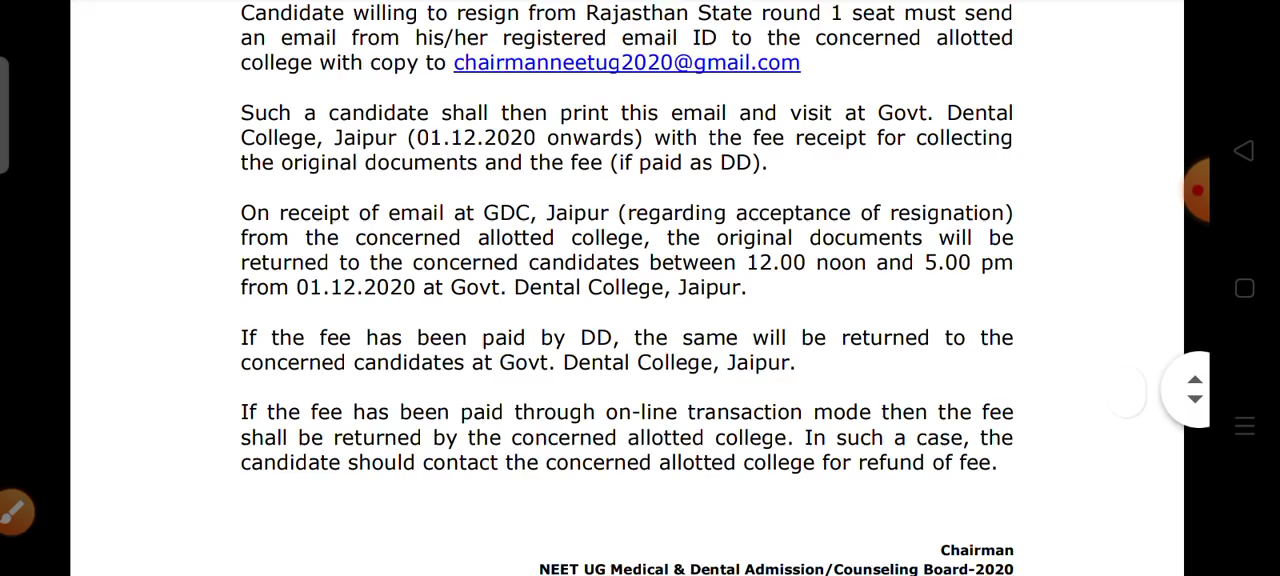 Candidate willing to resign from Rajasthan State round 1 seat must send
an email from his/her registered email ID to the concerned allotted
college with copy to chairmanneetug2020@gmail.com
Such a candidate shall then print this email and visit at Govt. Dental
College, Jaipur (01.12.2020 onwards) with the fee receipt for collecting
the original documents and the fee (if paid as DD).
On receipt of email at GDC, Jaipur (regarding acceptance of resignation)
from the concerned allotted college, the original documents will be
returned to the concerned candidates between 12.00 noon and 5.00 pm
from 01.12.2020 at Govt. Dental College, Jaipur.
If the fee has been paid by DD, the same will be returned to the
concerned candidates at Govt. Dental College, Jaipur.
If the fee has been paid through on-line transaction mode then the fee
shall be returned by the concerned allotted college. In such a case, the
candidate should contact the concerned allotted college for refund of fee.
Chairman
NEET UG Medical & Dental Admission/Counseling Board-2020